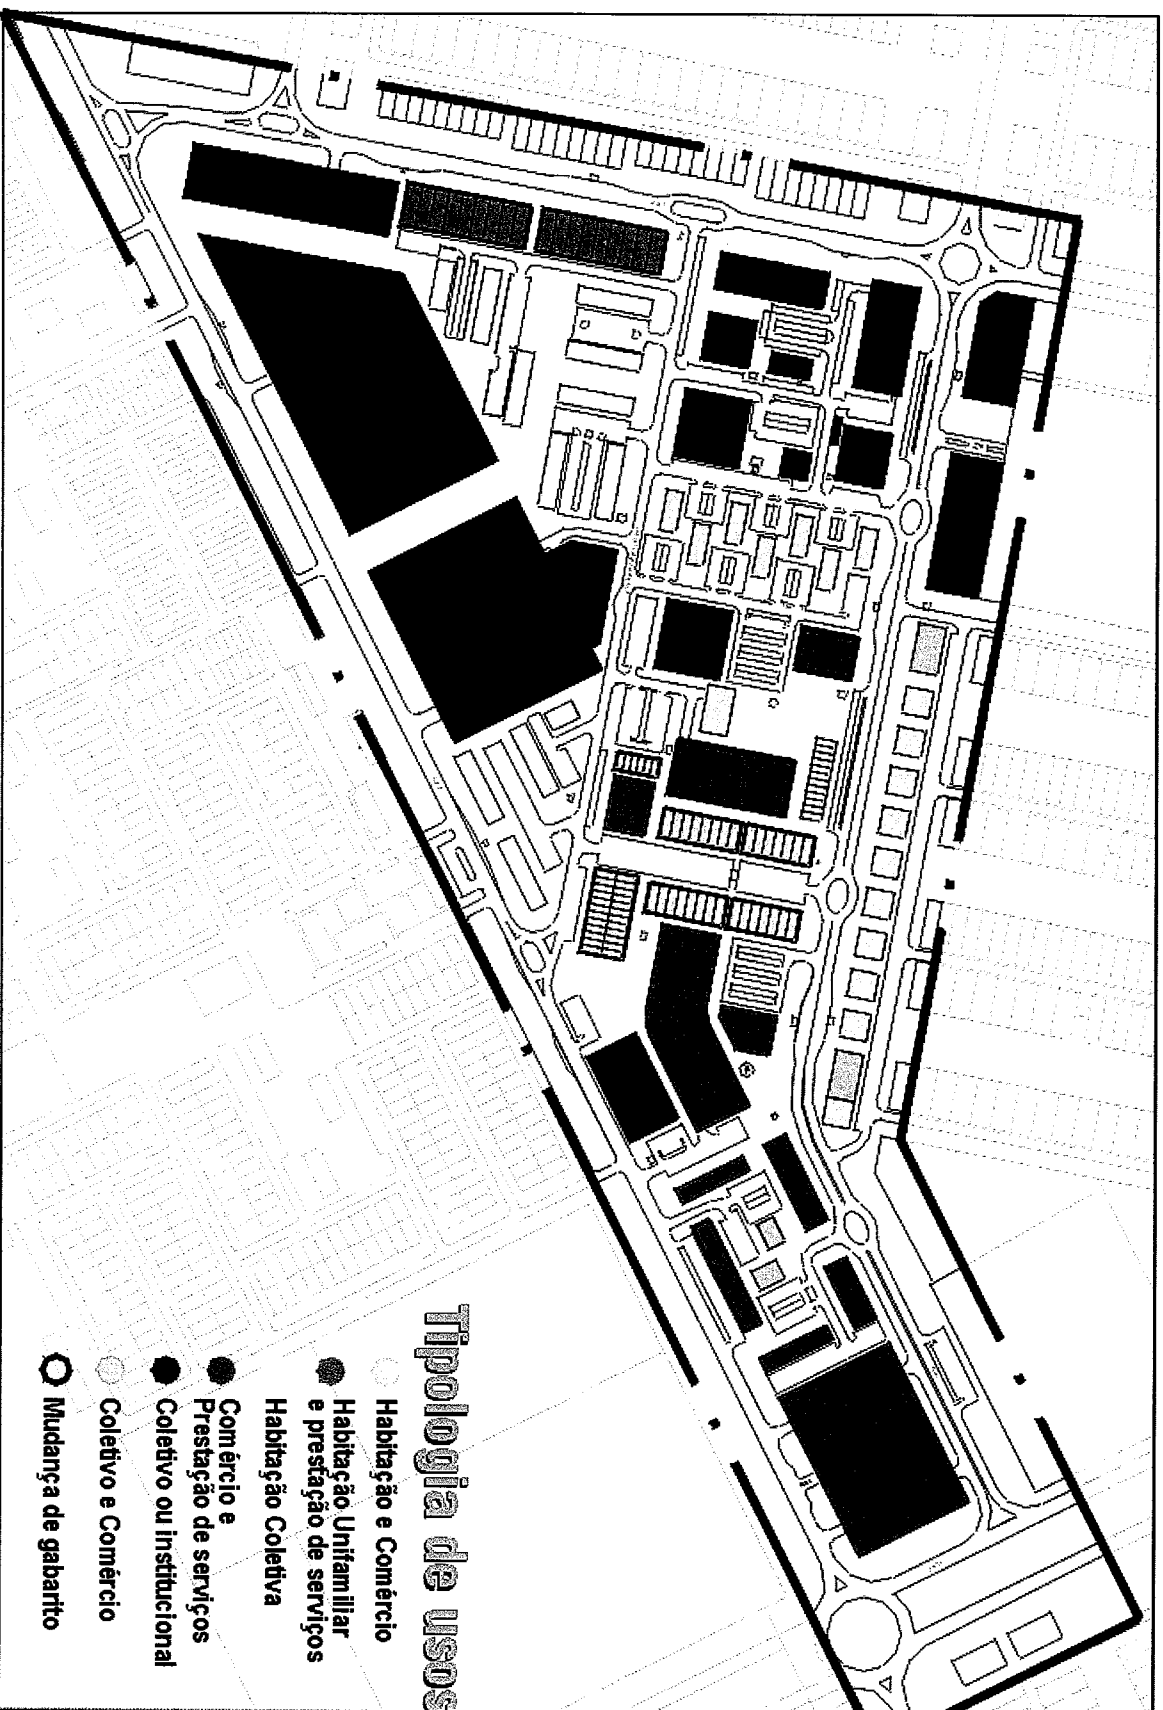 Tipologia de usos
Habitação e Comércio
Habitação Unifamiliar
e prestação de serviços
Habitação Coletiva
Comércio e
Prestação de serviços
Coletivo ou institucional
Coletivo e Comércio
Mudança de gabarito